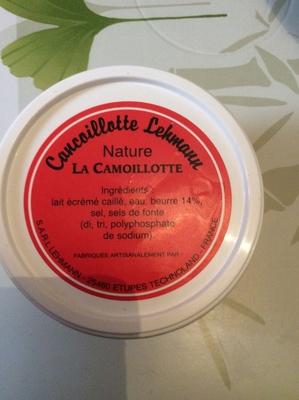 Cancoillotte Lehmann
Nature
LA CAMOILLOTTE
Ingrédients :
lait écrémé caillé, eau, beurre 14%,
sel, sels de fonte
(di, tri, polyphosphate
de sodium).
FABRIQUÉS ARTISANALEMENT PAR :
S.A.R.L LEHMANN - 25460 ETUPES TECHNOLAND - FRANCE